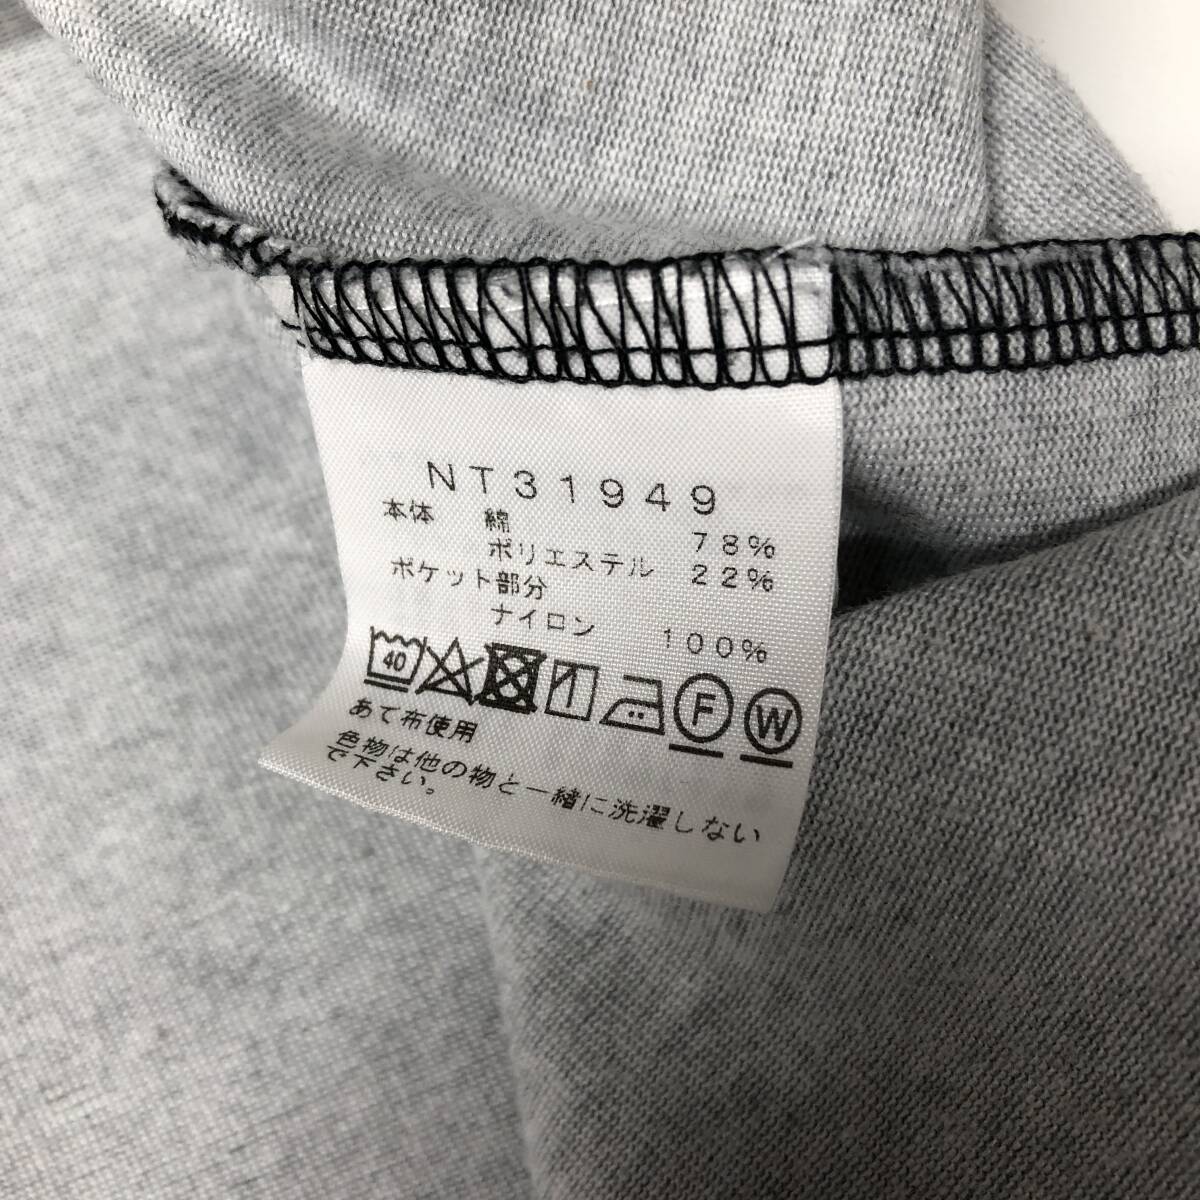 NT31949
本体 綿 78%
ポリエステル 22%
ポケット部分
ナイロン 100%
40 F W
あて布使用
色物は他の物と一緒に洗濯しない
で下さい。